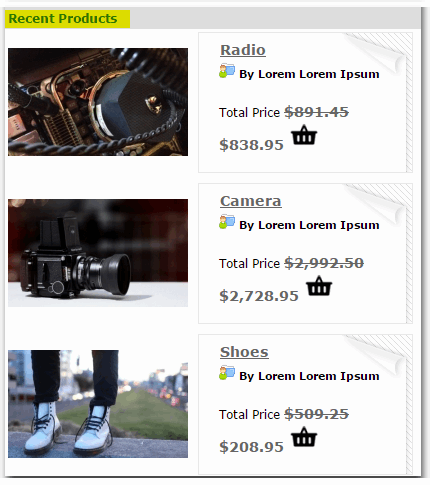 Recent Products
Radio
By Lorem Lorem Ipsum
Total Price $891.45
$838.95
Camera
By Lorem Lorem Ipsum
Total Price $2,992.50
$2,728.95
Shoes
By Lorem Lorem Ipsum
Total Price $509.25
$208.95